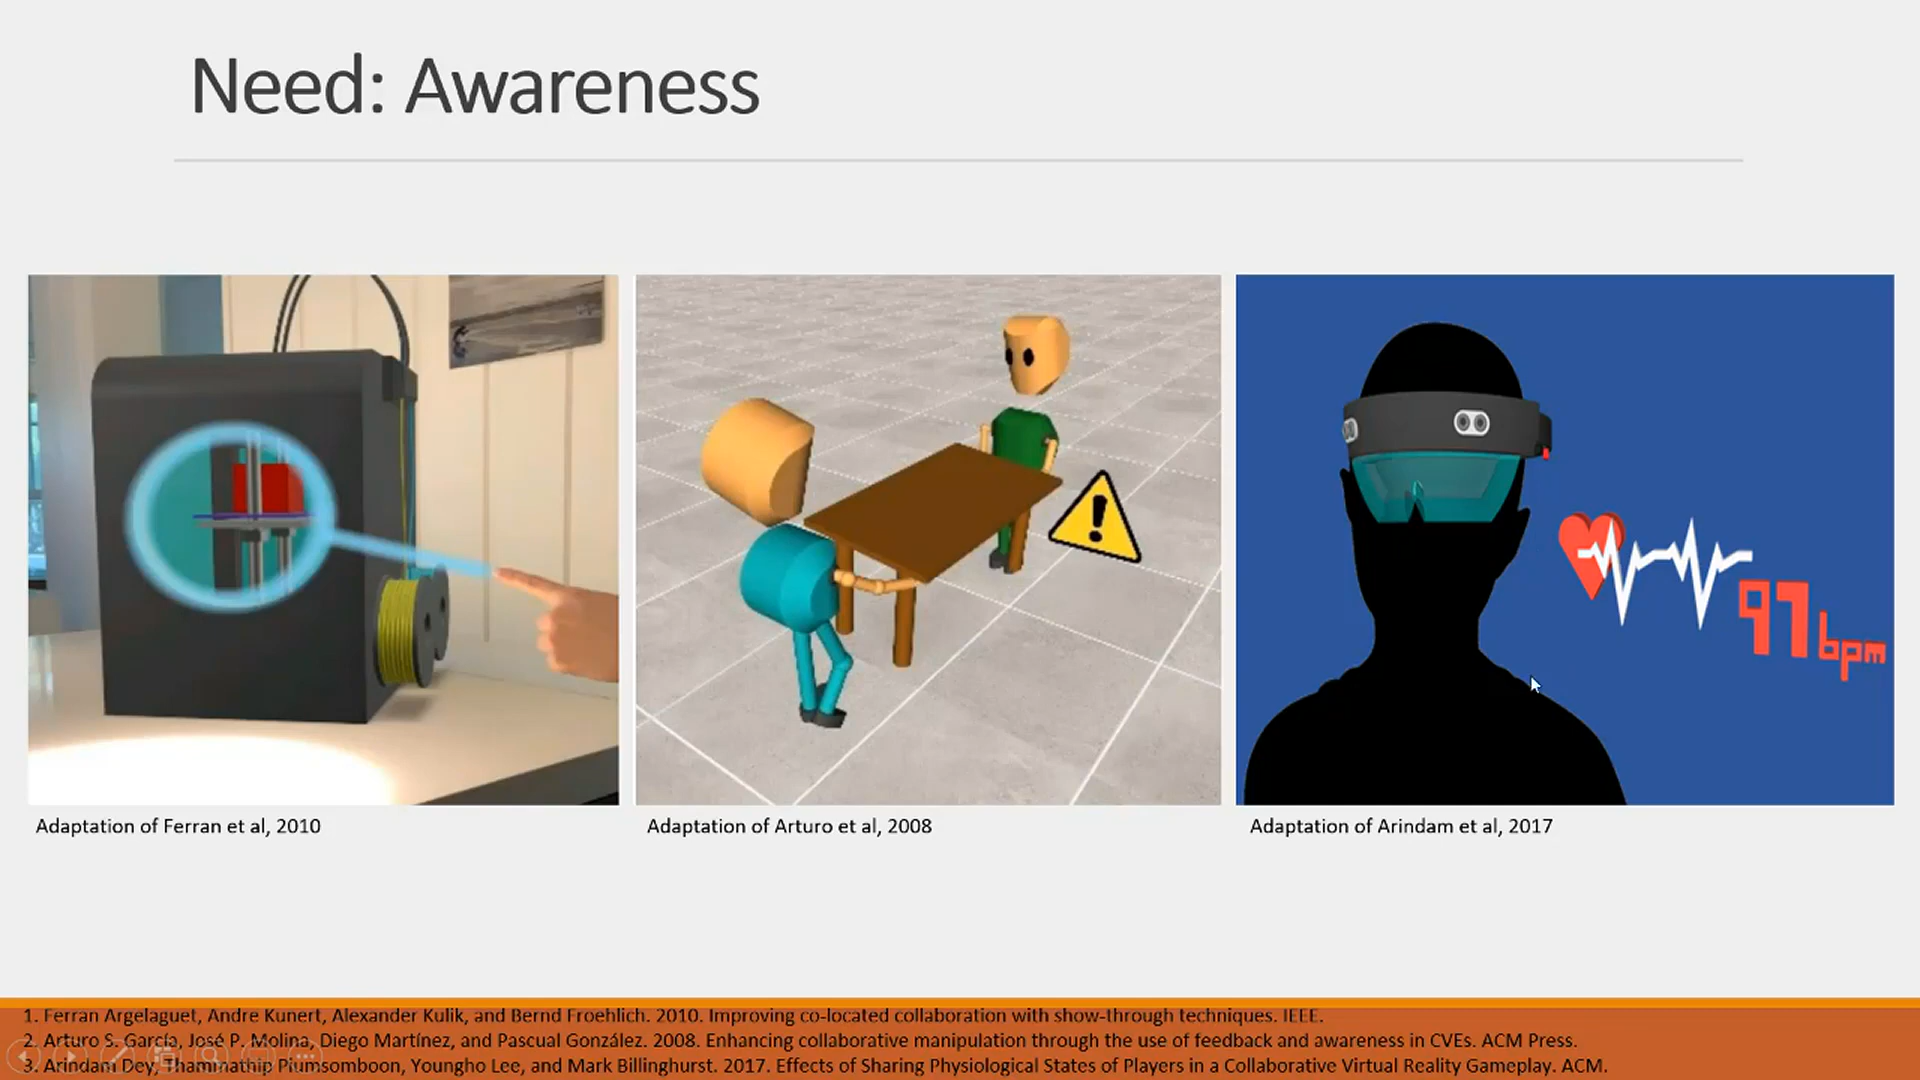 Need: Awareness
97 bpm
Adaptation of Ferran et al, 2010
Adaptation of Arturo et al, 2008
Adaptation of Arindam et al, 2017
1. Ferran Argelaguet, Andre Kunert, Alexander Kulik, and Bernd Froehlich. 2010. Improving co-located collaboration with show-through techniques. IEEE.
2. Arturo S. García, José P. Molina, Diego Martínez, and Pascual González. 2008. Enhancing collaborative manipulation through the use of feedback and awareness in CVEs. ACM Press.
3. Arindam Dey, Thammathip Piumsomboon, Youngho Lee, and Mark Billinghurst. 2017. Effects of Sharing Physiological States of Players in a Collaborative Virtual Reality Gameplay. ACM.